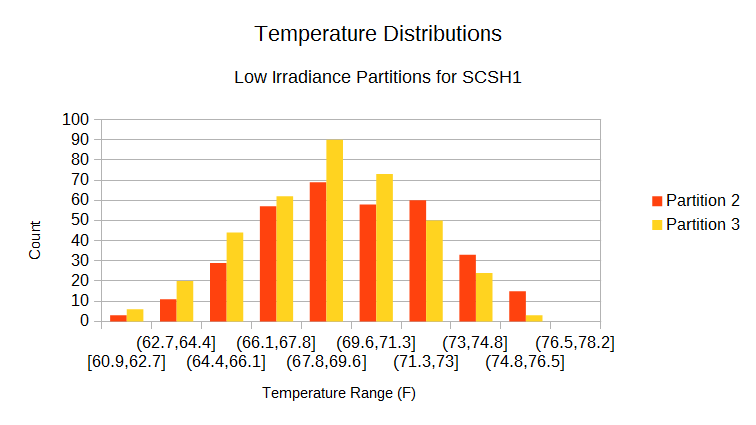 Temperature Distributions
Low Irradiance Partitions for SCSH1
100
90
80
70
60
50
40
30
20
10
0
Count
Partition 2
Partition 3
(62.7,64.4] (66.1,67.8] (69.6,71.3] (73,74.8] (76.5,78.2]
[60.9,62.7] (64.4,66.1] (67.8,69.6] (71.3,73] (74.8,76.5]
Temperature Range (F)